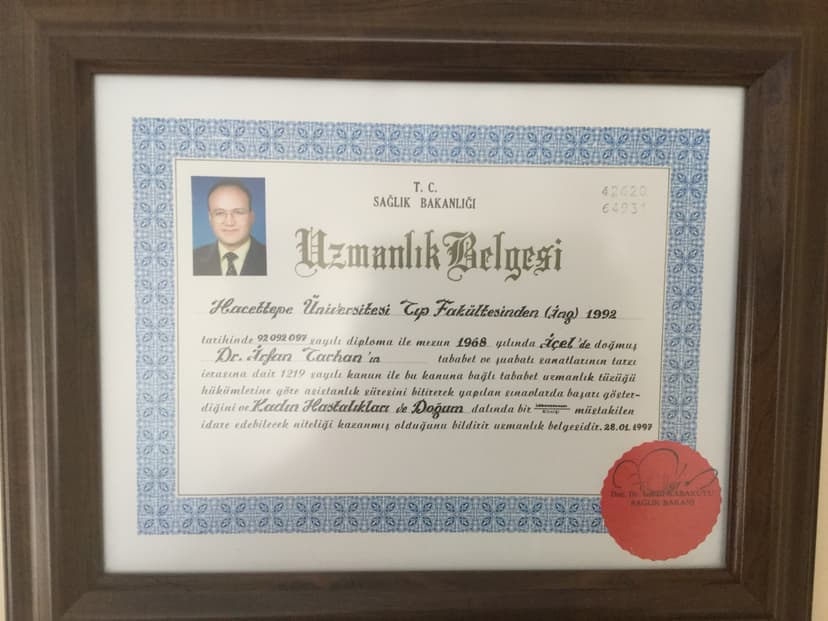 T. C.
SAĞLIK BAKANLIĞI
42620
64931
Uzmanlık Belgesi
Hacettepe Üniversitesi Tıp Fakültesinden (İng) 1992
tarihinde 92 092 097 sayılı diploma ile mezun 1968 yılında İçel'de doğmuş
Dr. İrfan Tarhan'ın tababet ve şuabatı sanatlarının tarzı
icrasına dair 1219 sayılı kanun ile bu kanuna bağlı tababet uzmanlık tüzüğü
hükümlerine göre asistanlık süresini bitirerek yapılan sınavlarda başarı göster-
diğini ve Kadın Hastalıkları ve Doğum dalında bir müstakilen
idare edebilecek niteliği kazanmış olduğunu bildirir uzmanlık belgesidir. 28.01.1997
Doç. Dr.
SAĞLIK BAKANI